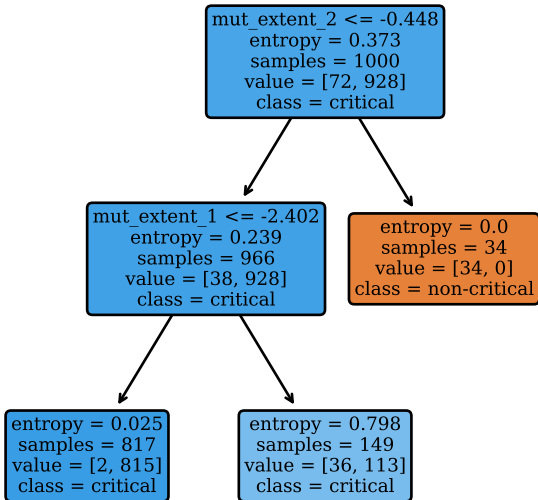 mut_extent_2 <= -0.448
entropy = 0.373
samples = 1000
value = [72, 928]
class = critical
mut_extent_1 <= -2.402
entropy = 0.239
samples = 966
value = [38, 928]
class = critical
entropy = 0.0
samples = 34
value = [34, 0]
class = non-critical
entropy = 0.025
samples = 817
value = [2, 815]
class = critical
entropy = 0.798
samples = 149
value = [36, 113]
class = critical